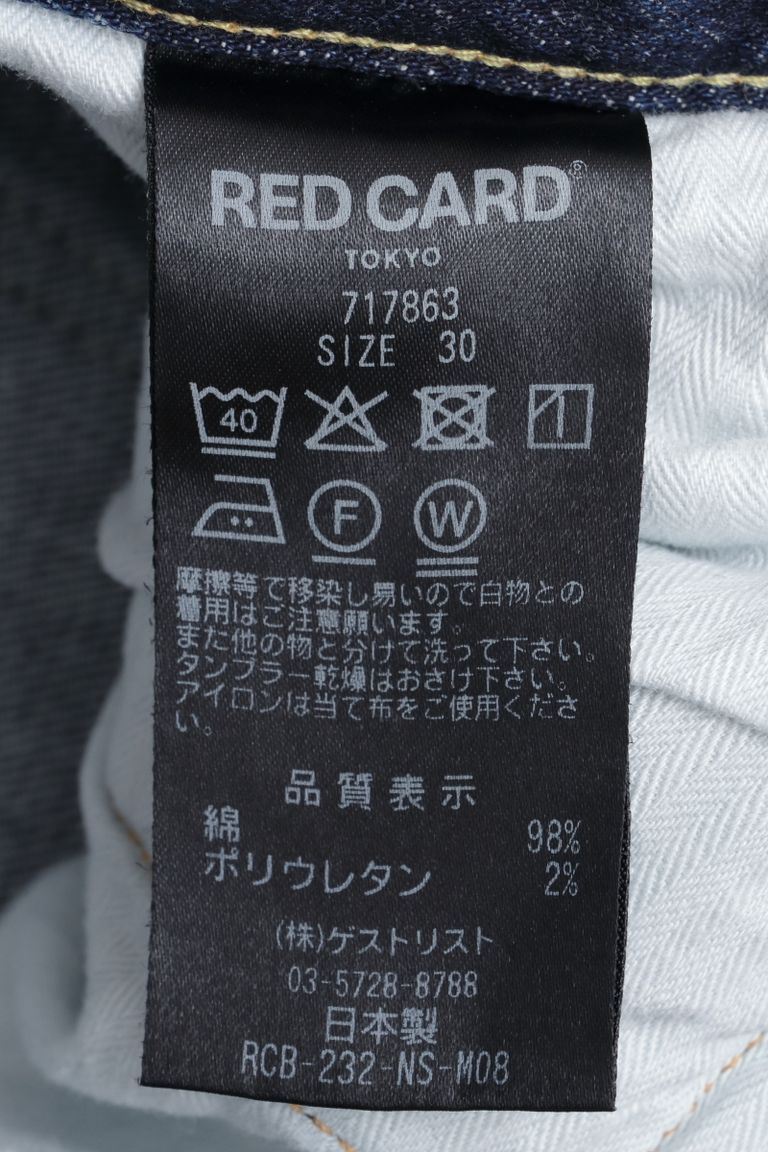 RED CARD®
TOKYO
717863
SIZE 30
40
F W
摩擦等で移染し易いので白物との
着用はご注意願います。
また他の物と分けて洗って下さい。
タンブラー乾燥はおさけ下さい。
アイロンは当て布をご使用くださ
い。
品質表示
綿 98%
ポリウレタン 2%
(株)ゲストリスト
03-5728-8788
日本製
RCB-232-NS-M08